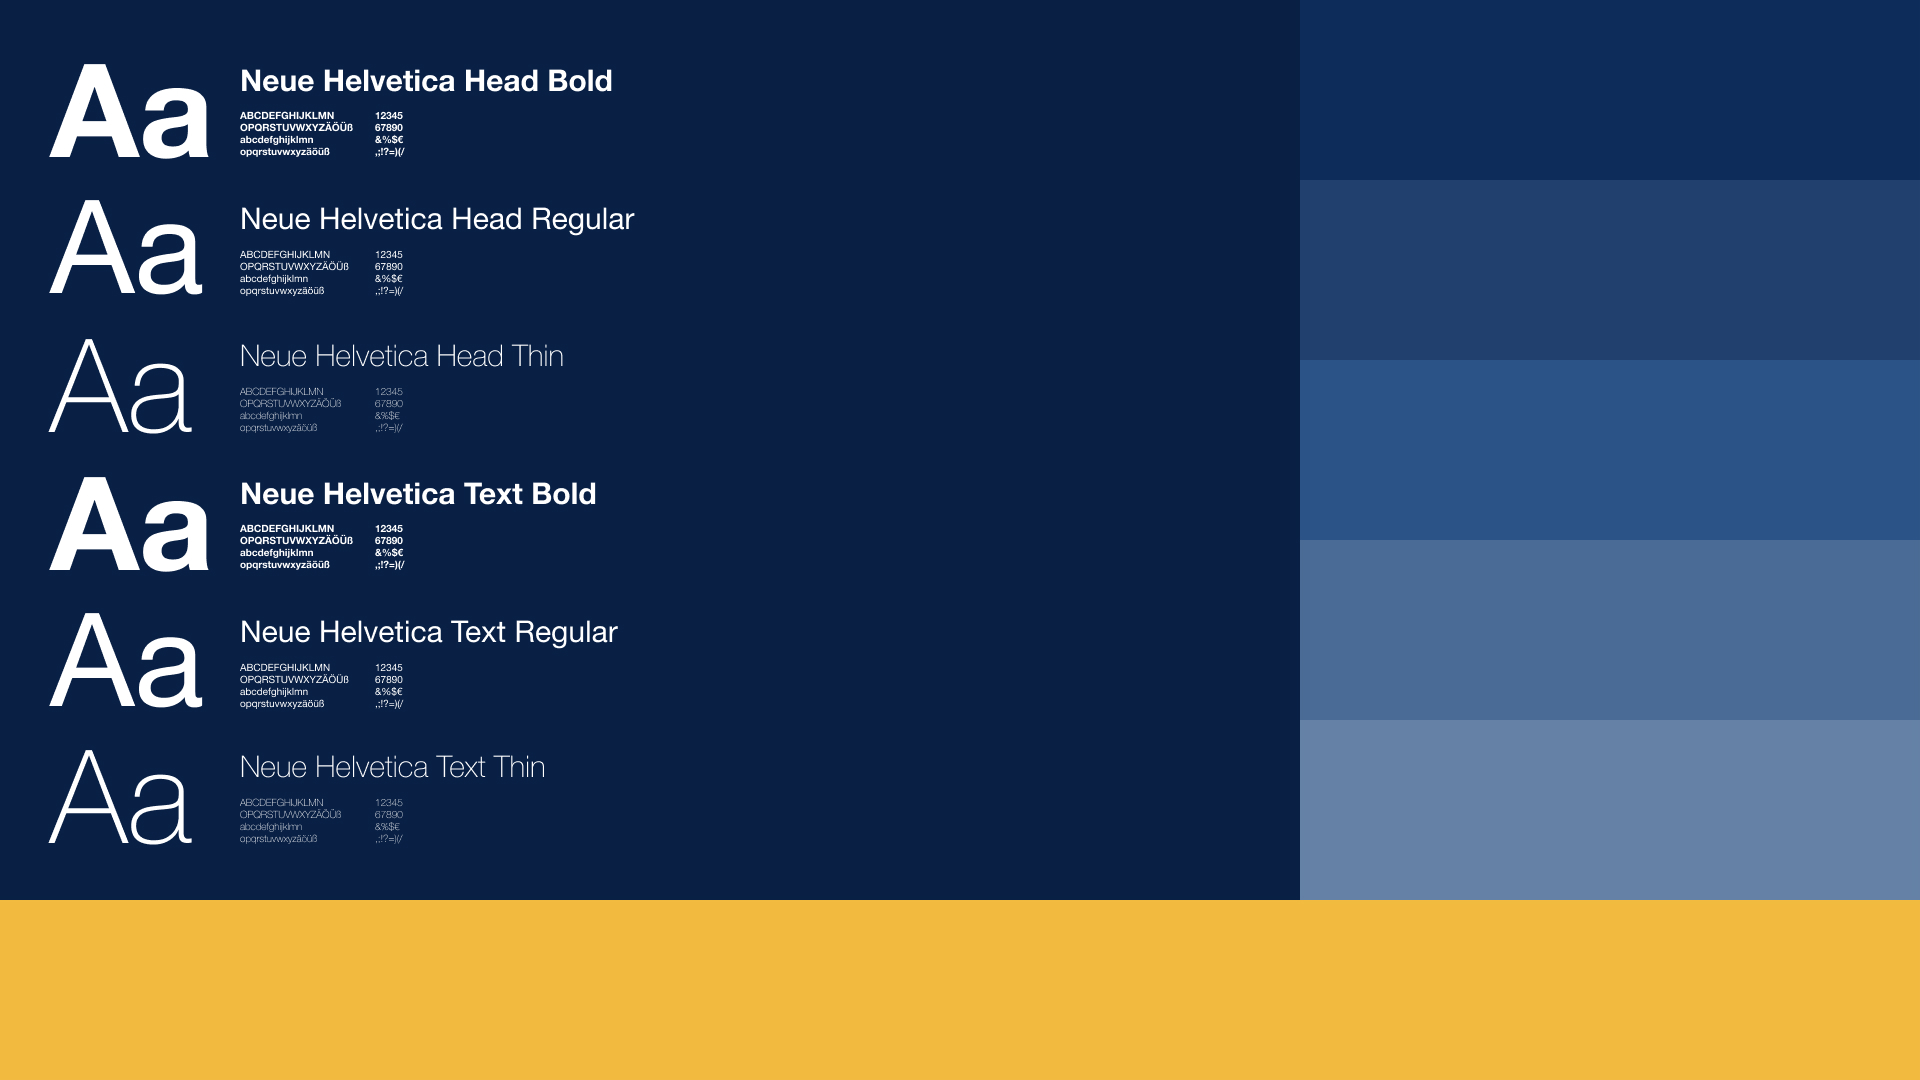 Aa
Neue Helvetica Head Bold
ABCDEFGHIJKLMN 12345
OPQRSTUVWXYZÄÖÜß 67890
abcdefghijklmn &%$€
opqrstuvwxyzäöüß ,;!?=)(/
Aa
Neue Helvetica Head Regular
ABCDEFGHIJKLMN 12345
OPQRSTUVWXYZÄÖÜß 67890
abcdefghijklmn &%$€
opqrstuvwxyzäöüß ,;!?=)(/
Aa
Neue Helvetica Head Thin
ABCDEFGHIJKLMN 12345
OPQRSTUVWXYZÄÖÜß 67890
abcdefghijklmn &%$€
opqrstuvwxyzäöüß ,;!?=)(/
Aa
Neue Helvetica Text Bold
ABCDEFGHIJKLMN 12345
OPQRSTUVWXYZÄÖÜß 67890
abcdefghijklmn &%$€
opqrstuvwxyzäöüß ,;!?=)(/
Aa
Neue Helvetica Text Regular
ABCDEFGHIJKLMN 12345
OPQRSTUVWXYZÄÖÜß 67890
abcdefghijklmn &%$€
opqrstuvwxyzäöüß ,;!?=)(/
Aa
Neue Helvetica Text Thin
ABCDEFGHIJKLMN 12345
OPQRSTUVWXYZÄÖÜß 67890
abcdefghijklmn &%$€
opqrstuvwxyzäöüß ,;!?=)(/